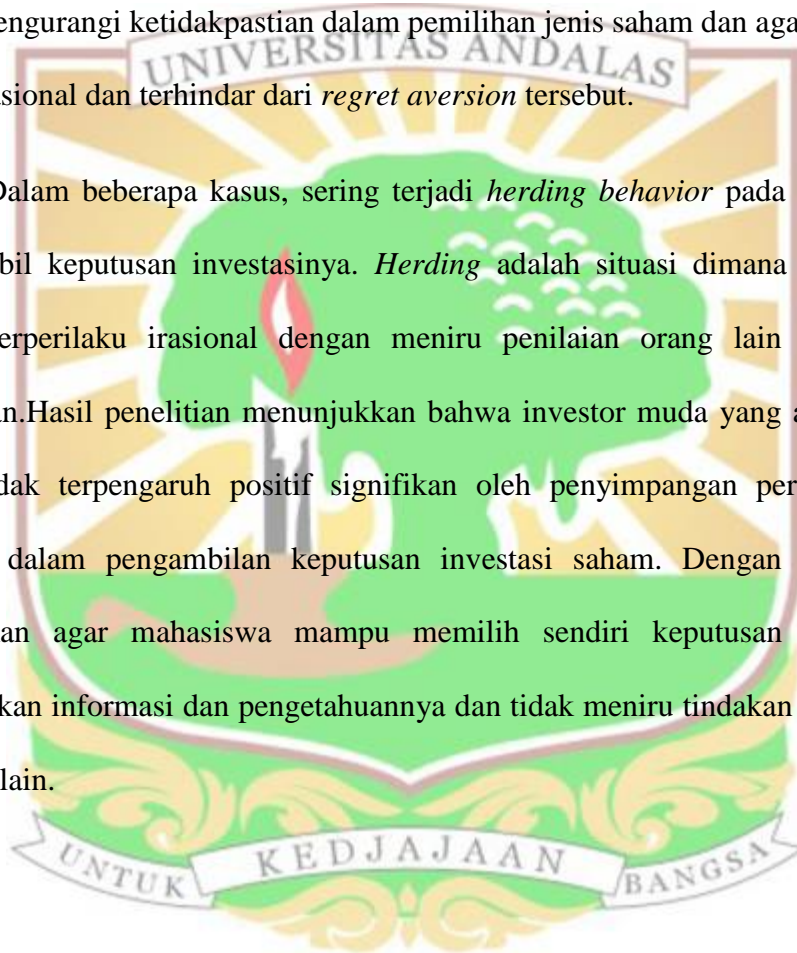 engurangi ketidakpastian dalam pemilihan jenis saham dan aga
UNIVERSITAS ANDALAS
asional dan terhindar dari regret aversion tersebut.
Dalam beberapa kasus, sering terjadi herding behavior pada
bil keputusan investasinya. Herding adalah situasi dimana
erperilaku irasional dengan meniru penilaian orang lain
an.Hasil penelitian menunjukkan bahwa investor muda yang a
dak terpengaruh positif signifikan oleh penyimpangan per
dalam pengambilan keputusan investasi saham. Dengan
an agar mahasiswa mampu memilih sendiri keputusan
kan informasi dan pengetahuannya dan tidak meniru tindakan
lain.
UNTUK KEDJAJAAN BANGSA